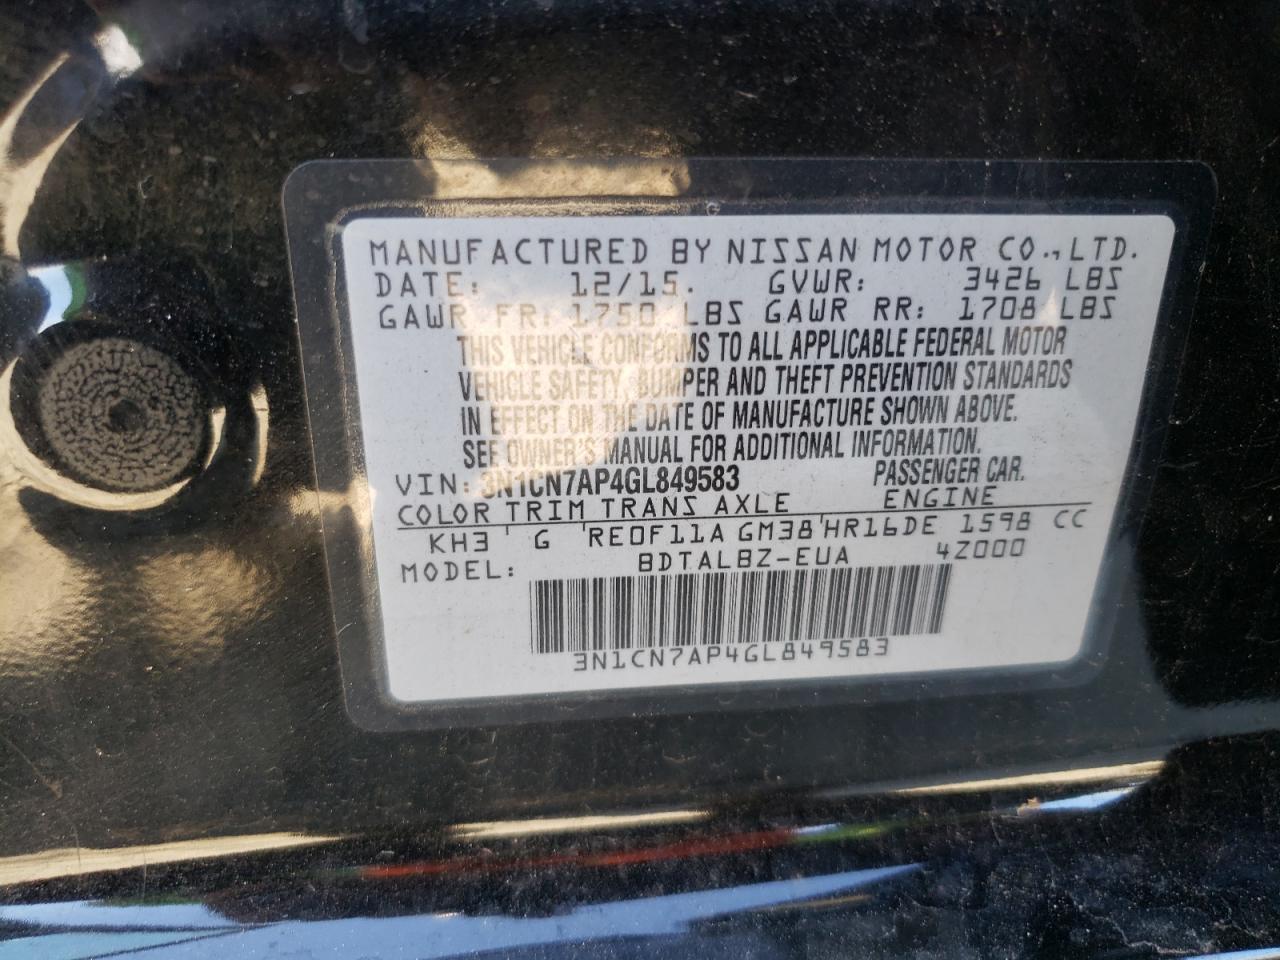 MANUFACTURED BY NISSAN MOTOR CO., LTD.
DATE: 12/15. GVWR: 3426 LBS
GAWR FR: 1750 LBS GAWR RR: 1708 LBS
THIS VEHICLE CONFORMS TO ALL APPLICABLE FEDERAL MOTOR
VEHICLE SAFETY, BUMPER AND THEFT PREVENTION STANDARDS
IN EFFECT ON THE DATE OF MANUFACTURE SHOWN ABOVE.
SEE OWNER'S MANUAL FOR ADDITIONAL INFORMATION.
VIN: 3N1CN7AP4GL849583 PASSENGER CAR.
COLOR TRIM TRANS AXLE ENGINE
KH3 ' G 'RE0F11A GM38'HR16DE 1598 CC
MODEL: BDTALBZ-EUA 4Z000
3N1CN7AP4GL849583